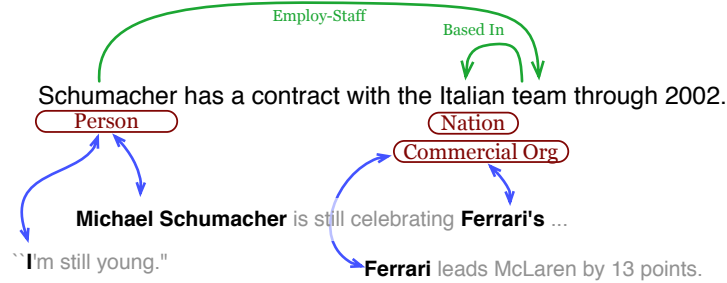 Employ-Staff
Based In
Schumacher has a contract with the Italian team through 2002.
Person
Nation
Commercial Org
Michael Schumacher is still celebrating Ferrari's ...
``I'm still young."
Ferrari leads McLaren by 13 points.